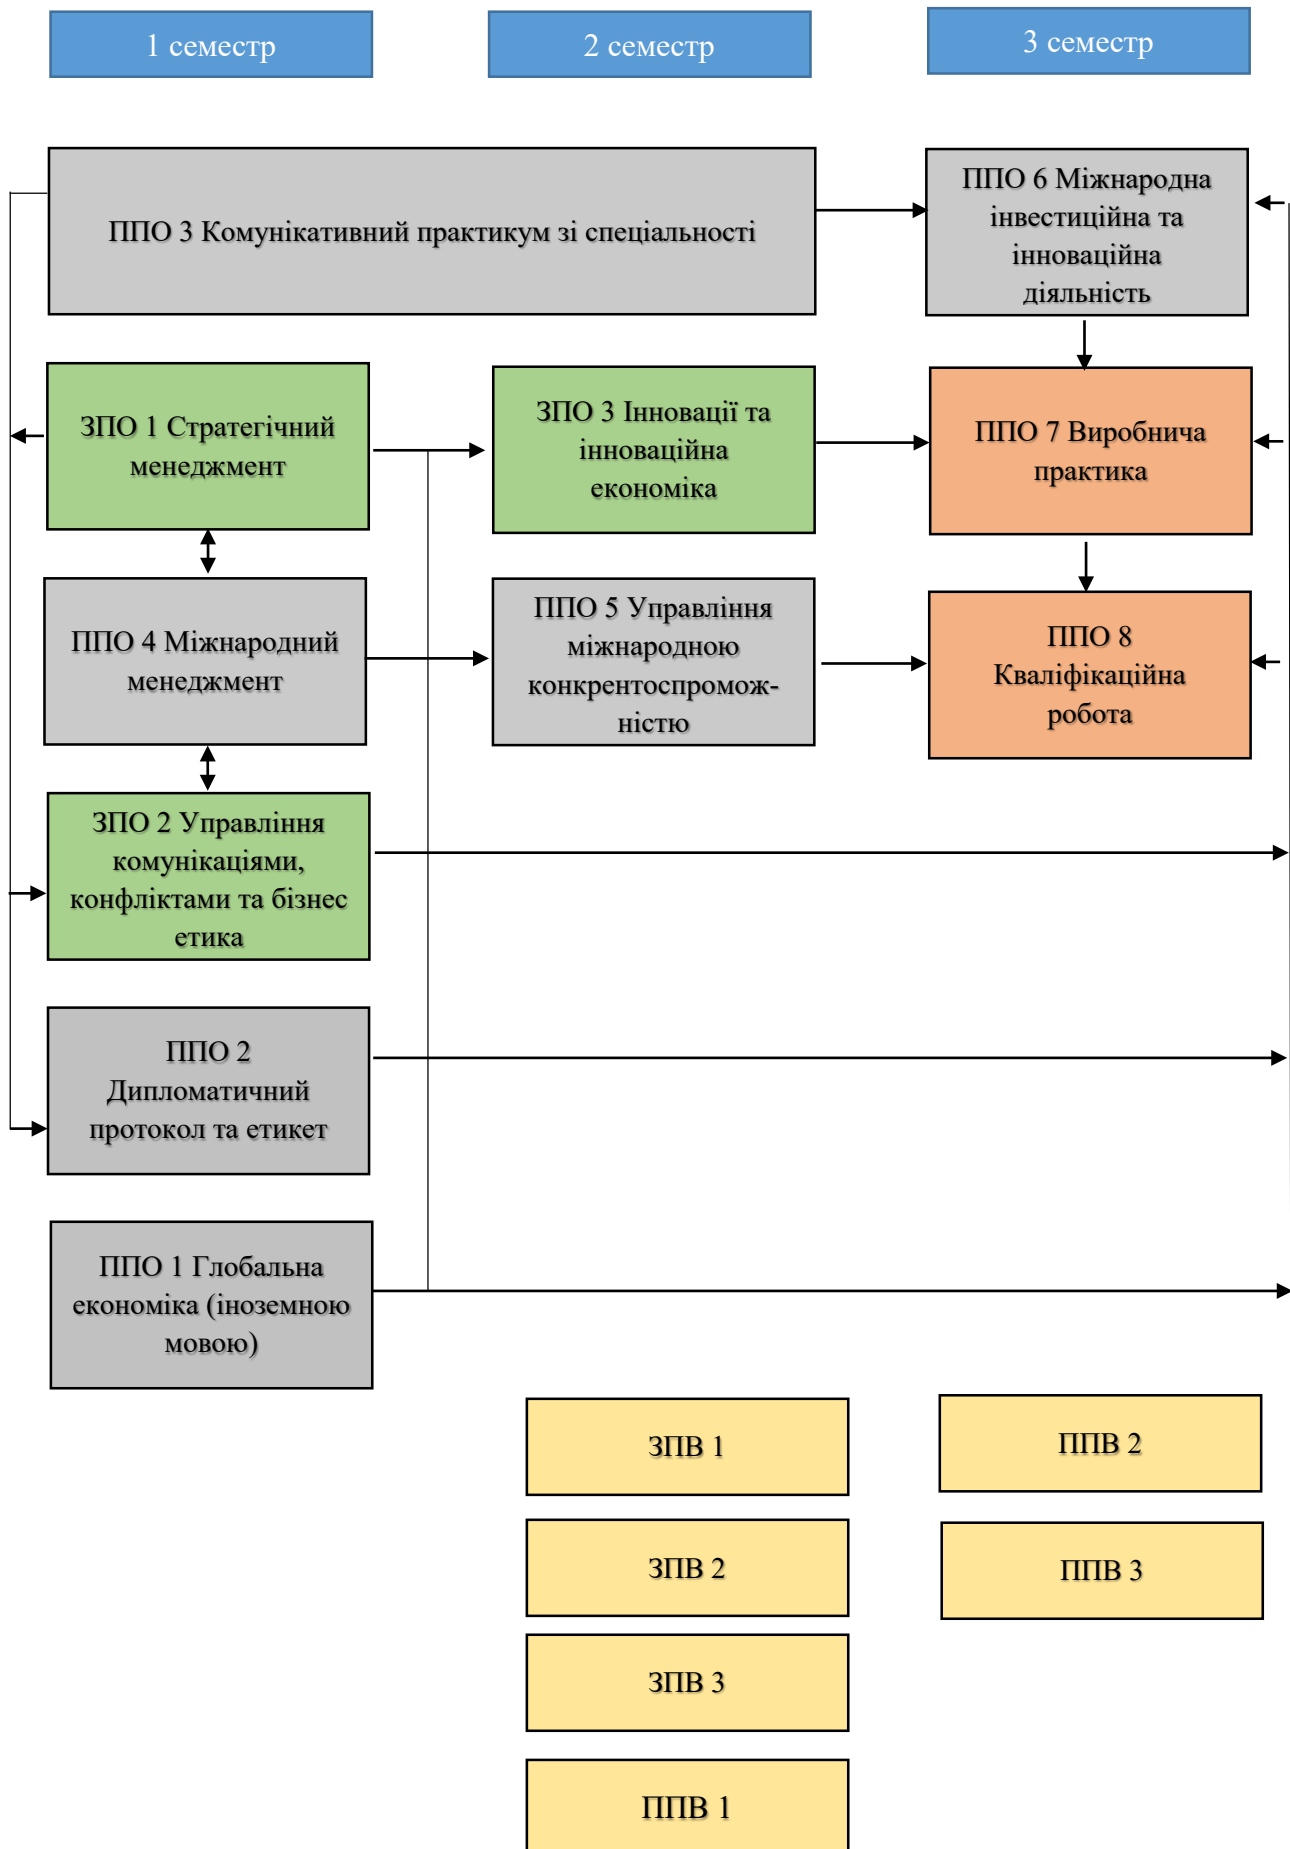 1 семестр
2 семестр
3 семестр
ППО 3 Комунікативний практикум зі спеціальності
ППО 6 Міжнародна
інвестиційна та
інноваційна
діяльність
ЗПО 1 Стратегічний
менеджмент
ЗПО 3 Інновації та
інноваційна
економіка
ППО 7 Виробнича
практика
ППО 4 Міжнародний
менеджмент
ППО 5 Управління
міжнародною
конкрентоспромож-
ністю
ППО 8
Кваліфікаційна
робота
ЗПО 2 Управління
комунікаціями,
конфліктами та бізнес
етика
ППО 2
Дипломатичний
протокол та етикет
ППО 1 Глобальна
економіка (іноземною
мовою)
ЗПВ 1
ППВ 2
ЗПВ 2
ППВ 3
ЗПВ 3
ППВ 1